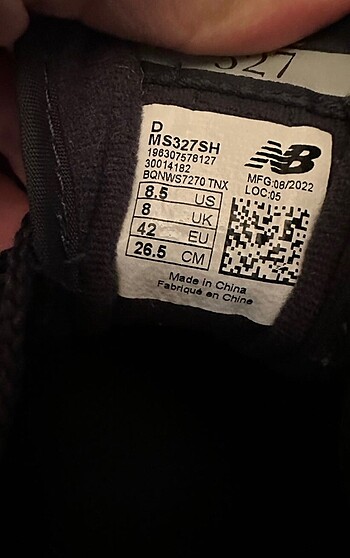 327
D
MS327SH
196307578127
30014182
BQNWS7270 TNX
NB
MFG:08/2022
LOC:05
8.5 US
8 UK
42 EU
26.5 CM
Made in China
Fabriqué en Chine